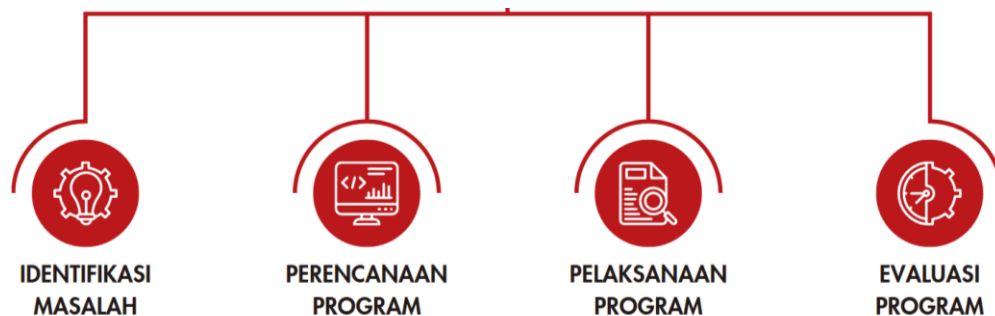 IDENTIFIKASI
MASALAH
PERENCANAAN
PROGRAM
PELAKSANAAN
PROGRAM
EVALUASI
PROGRAM